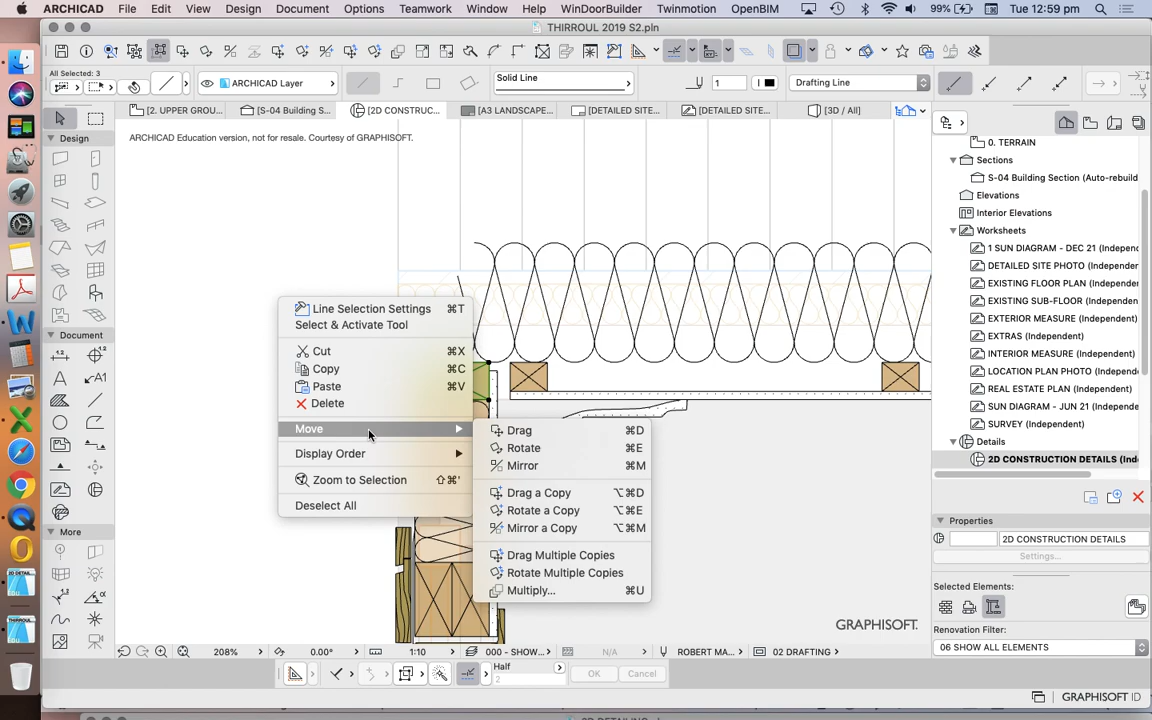 ARCHICAD File Edit View Design Document Options Teamwork Window Help WinDoorBuilder Twinmotion OpenBIM 99% Tue 12:59 pm
THIRROUL 2019 S2.pln
All Selected: 3
ARCHICAD Layer
Solid Line
1
Drafting Line
[2. UPPER GROU...
[S-04 Building S...
[2D CONSTRUC...
[A3 LANDSCAPE...
[DETAILED SITE...
[DETAILED SITE...
[3D / All]
ARCHICAD Education version, not for resale. Courtesy of GRAPHISOFT.
Design
Document
More
Line Selection Settings ⌘T
Select & Activate Tool
Cut ⌘X
Copy ⌘C
Paste ⌘V
Delete
Move
Display Order
Zoom to Selection ⇧⌘'
Deselect All
Drag ⌘D
Rotate ⌘E
Mirror ⌘M
Drag a Copy ⌥⌘D
Rotate a Copy ⌥⌘E
Mirror a Copy ⌥⌘M
Drag Multiple Copies
Rotate Multiple Copies
Multiply... ⌘U
0. TERRAIN
Sections
S-04 Building Section (Auto-rebuild
Elevations
Interior Elevations
Worksheets
1 SUN DIAGRAM - DEC 21 (Indepen
DETAILED SITE PHOTO (Independer
EXISTING FLOOR PLAN (Independer
EXISTING SUB-FLOOR (Independen
EXTERIOR MEASURE (Independent
EXTRAS (Independent)
INTERIOR MEASURE (Independent)
LOCATION PLAN PHOTO (Independ
REAL ESTATE PLAN (Independent)
SUN DIAGRAM - JUN 21 (Independe
SURVEY (Independent)
Details
2D CONSTRUCTION DETAILS (Ind
Properties
2D CONSTRUCTION DETAILS
Settings...
Selected Elements:
Renovation Filter:
06 SHOW ALL ELEMENTS
GRAPHISOFT.
208% 0.00° 1:10 000 - SHOW... N/A ROBERT MA... 02 DRAFTING
Half
2
OK
Cancel
GRAPHISOFT ID